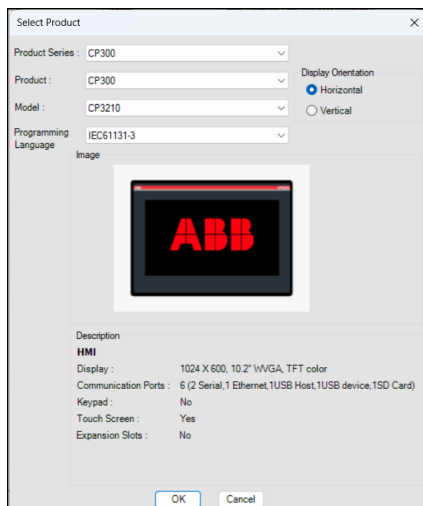 Select Product
Product Series : CP300
Product : CP300
Model : CP3210
Programming Language IEC61131-3
Display Orientation
Horizontal
Vertical
Image
ABB
Description
HMI
Display : 1024 X 600, 10.2" WVGA, TFT color
Communication Ports : 6 (2 Serial,1 Ethernet,1USB Host,1USB device,1SD Card)
Keypad : No
Touch Screen : Yes
Expansion Slots : No
OK Cancel